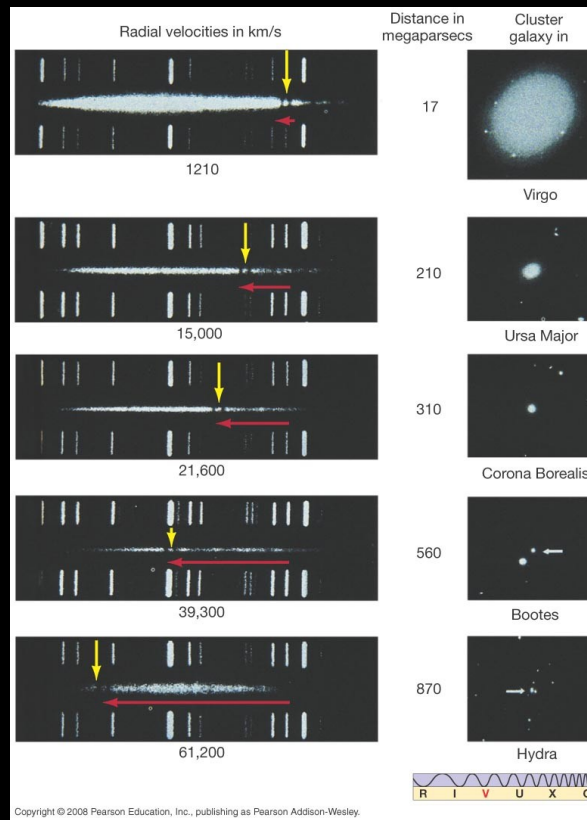 Radial velocities in km/s
Distance in
megaparsecs
Cluster
galaxy in
17
1210
Virgo
210
15,000
Ursa Major
310
21,600
Corona Borealis
560
39,300
Bootes
870
61,200
Hydra
R I V U X G
Copyright © 2008 Pearson Education, Inc., publishing as Pearson Addison-Wesley.